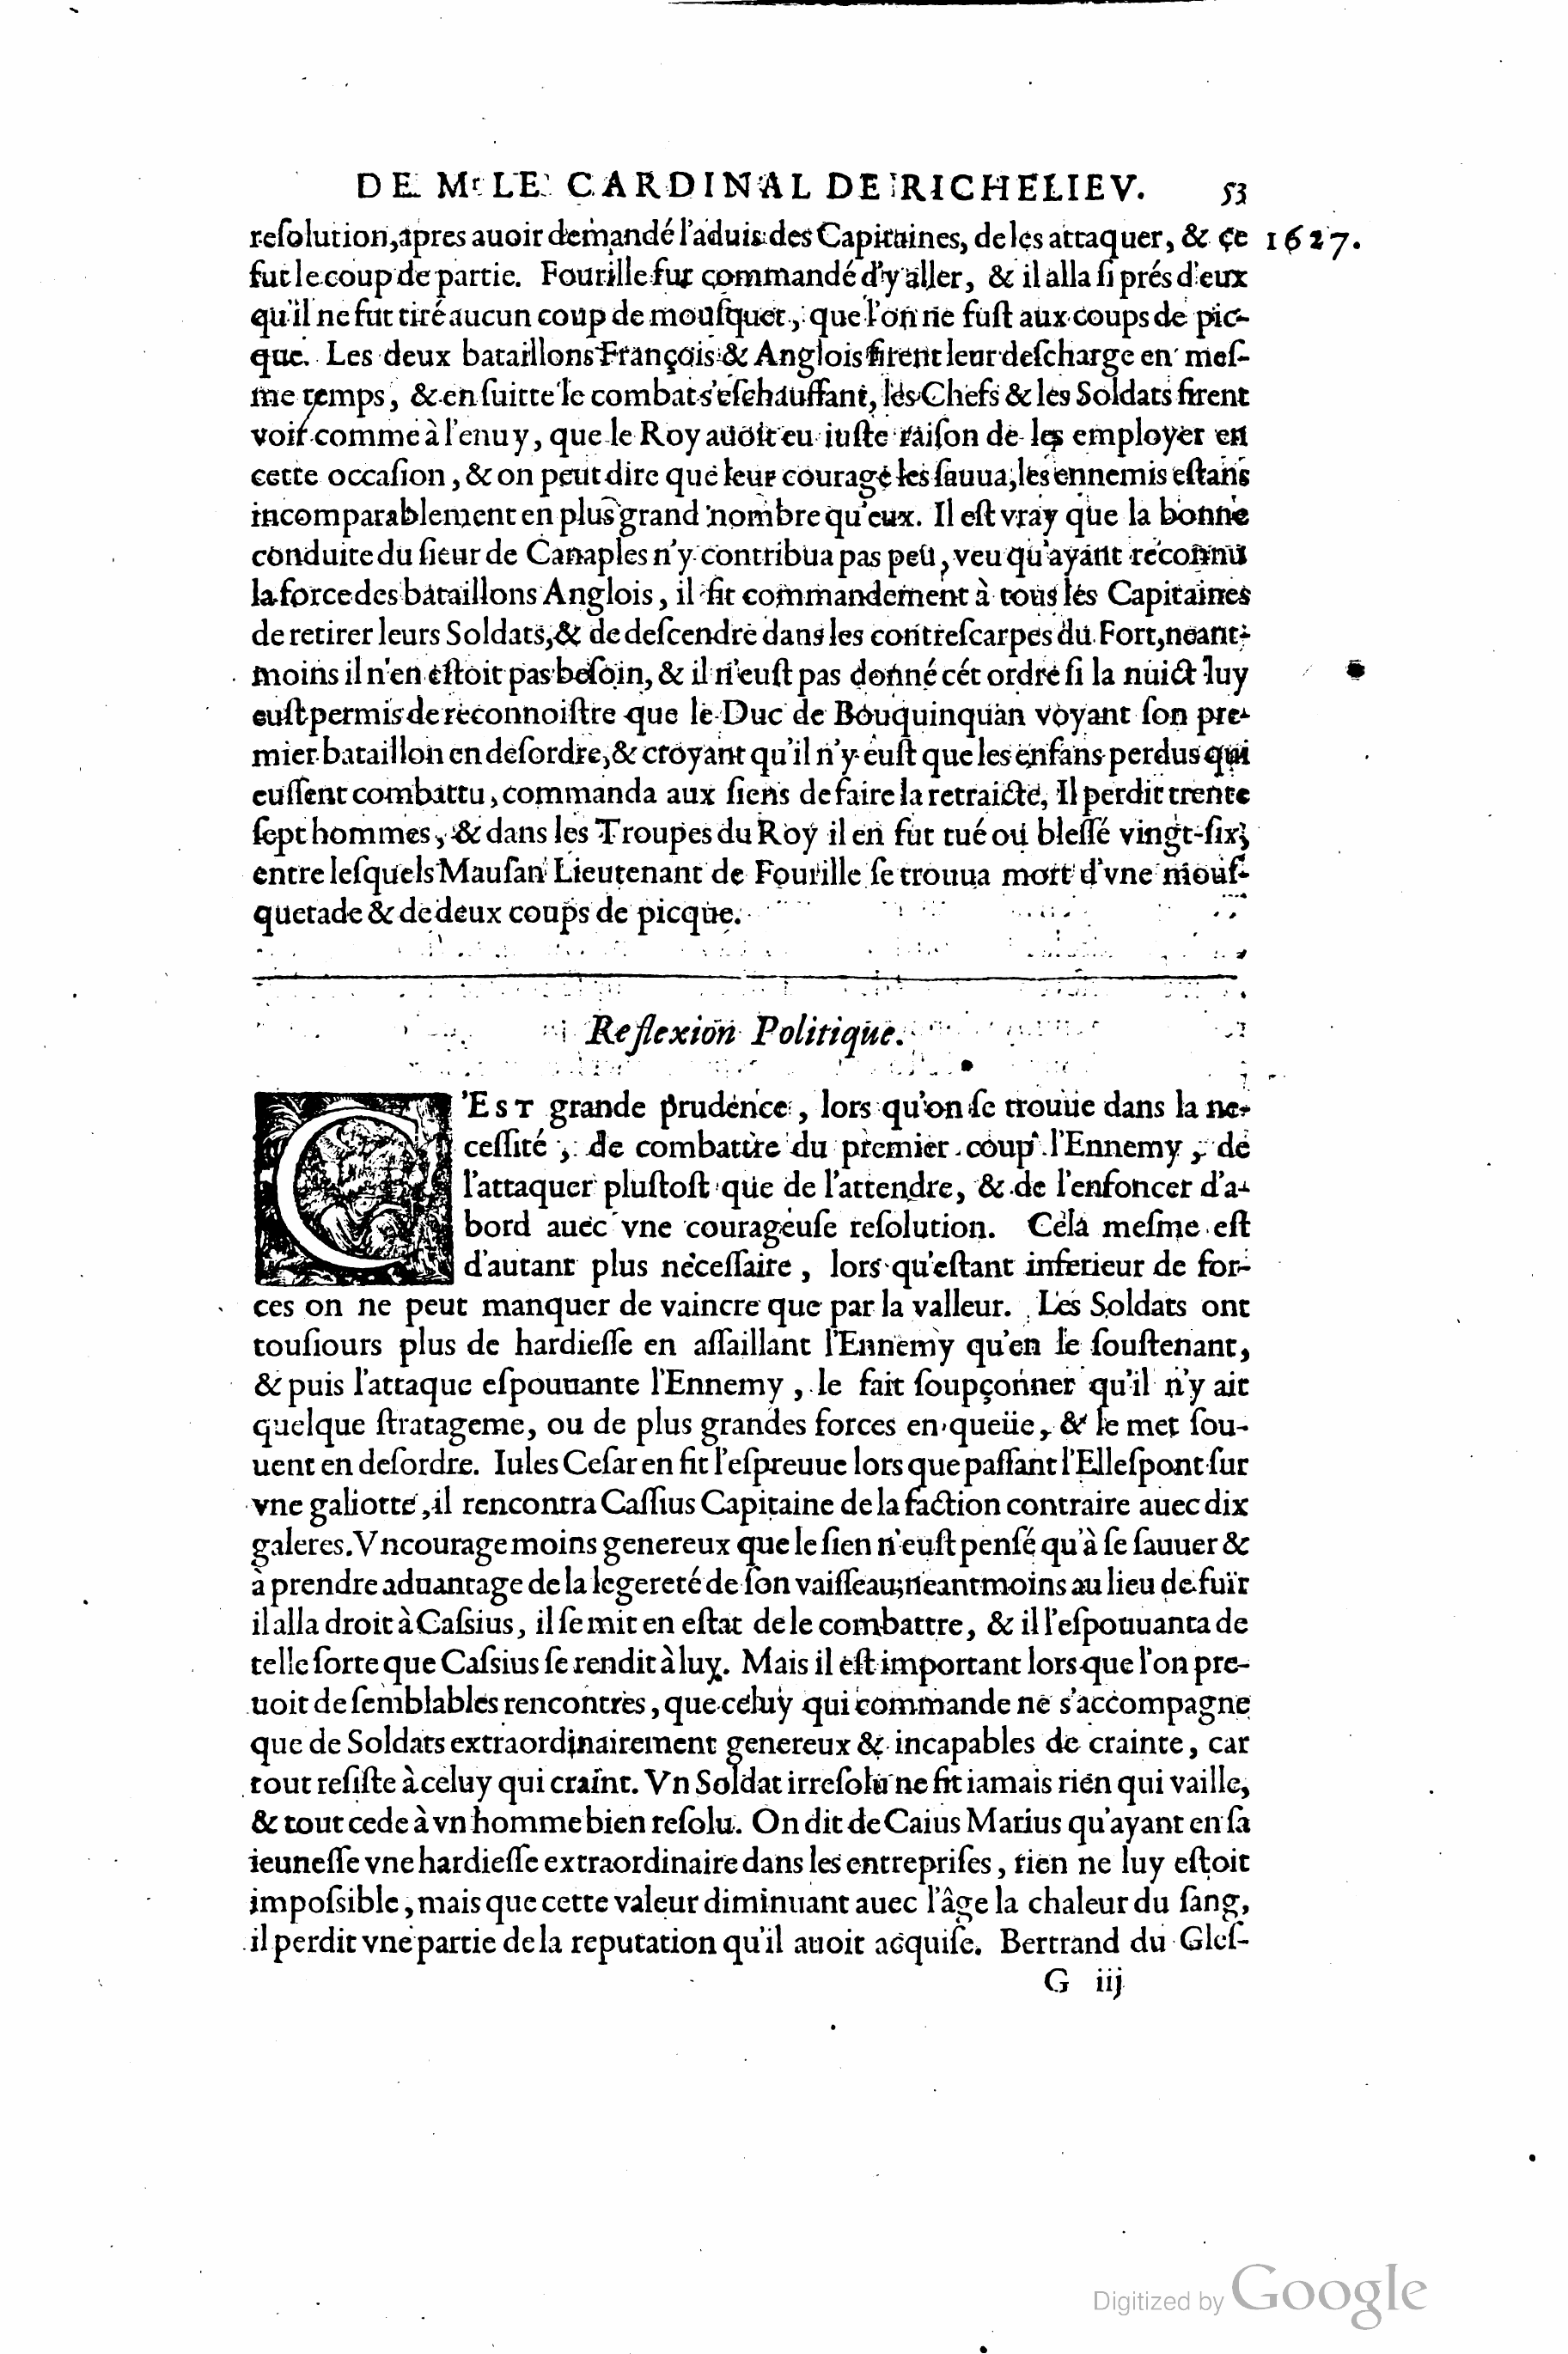 DE Mr LE CARDINAL DE RICHELIEV. 53
reſolution, apres auoir demandé l'aduis des Capitaines, de les attaquer, & ce 1627.
fut le coup de partie. Fourille fut commandé d'y aller, & il alla ſi prés d'eux
qu'il ne fut tiré aucun coup de mouſquet, que l'on ne fuſt aux coups de pic-
que. Les deux bataillons François & Anglois firent leur deſcharge en meſ-
me temps, & en ſuitte le combat s'eſchauffant, les Chefs & les Soldats firent
voir comme à l'enuy, que le Roy auoit eu iuſte raiſon de les employer en
cette occaſion, & on peut dire que leur courage les ſauua, les ennemis eſtans
incomparablement en plus grand nombre qu'eux. Il eſt vray que la bonne
conduite du ſieur de Canaples n'y contribua pas peu, veu qu'ayant reconnu
la force des bataillons Anglois, il fit commandement à tous les Capitaines
de retirer leurs Soldats, & de deſcendre dans les contreſcarpes du Fort, neant-
moins il n'en eſtoit pas beſoin, & il n'euſt pas donné cét ordre ſi la nuict luy
euſt permis de reconnoiſtre que le Duc de Bouquinquan voyant ſon pre-
mier bataillon en deſordre, & croyant qu'il n'y euſt que les enfans perdus qui
euſſent combattu, commanda aux ſiens de faire la retraicte, Il perdit trente
ſept hommes, & dans les Troupes du Roy il en fut tué ou bleſſé vingt-ſix;
entre leſquels Mauſan Lieutenant de Fourille ſe trouua mort d'vne mouſ-
quetade & de deux coups de picque.
Reflexion Politique.
C'EST grande prudence, lors qu'on ſe trouue dans la ne-
ceſſité, de combattre du premier coup l'Ennemy, de
l'attaquer pluſtoſt que de l'attendre, & de l'enfoncer d'a-
bord auec vne courageuſe reſolution. Cela meſme eſt
d'autant plus neceſſaire, lors qu'eſtant inferieur de for-
ces on ne peut manquer de vaincre que par la valleur. Les Soldats ont
touſiours plus de hardieſſe en aſſaillant l'Ennemy qu'en le ſouſtenant,
& puis l'attaque eſpouuante l'Ennemy, le fait ſoupçonner qu'il n'y ait
quelque ſtratageme, ou de plus grandes forces en queüe, & le met ſou-
uent en deſordre. Iules Ceſar en fit l'eſpreuue lors que paſſant l'Elleſpont ſur
vne galiotte, il rencontra Caſſius Capitaine de la faction contraire auec dix
galeres. Vn courage moins genereux que le ſien n'euſt penſé qu'à ſe ſauuer &
à prendre aduantage de la legereté de ſon vaiſſeau; neantmoins au lieu de fuïr
il alla droit à Caſsius, il ſe mit en eſtat de le combattre, & il l'eſpouuanta de
telle ſorte que Caſsius ſe rendit à luy. Mais il eſt important lors que l'on pre-
uoit de ſemblables rencontres, que celuy qui commande ne s'accompagne
que de Soldats extraordinairement genereux & incapables de crainte, car
tout reſiſte à celuy qui craint. Vn Soldat irreſolu ne fit iamais rien qui vaille,
& tout cede à vn homme bien reſolu. On dit de Caius Marius qu'ayant en ſa
ieuneſſe vne hardieſſe extraordinaire dans les entrepriſes, rien ne luy eſtoit
impoſsible, mais que cette valeur diminuant auec l'âge la chaleur du ſang,
il perdit vne partie de la reputation qu'il auoit acquiſe. Bertrand du Gleſ-
G iij
Digitized by Google